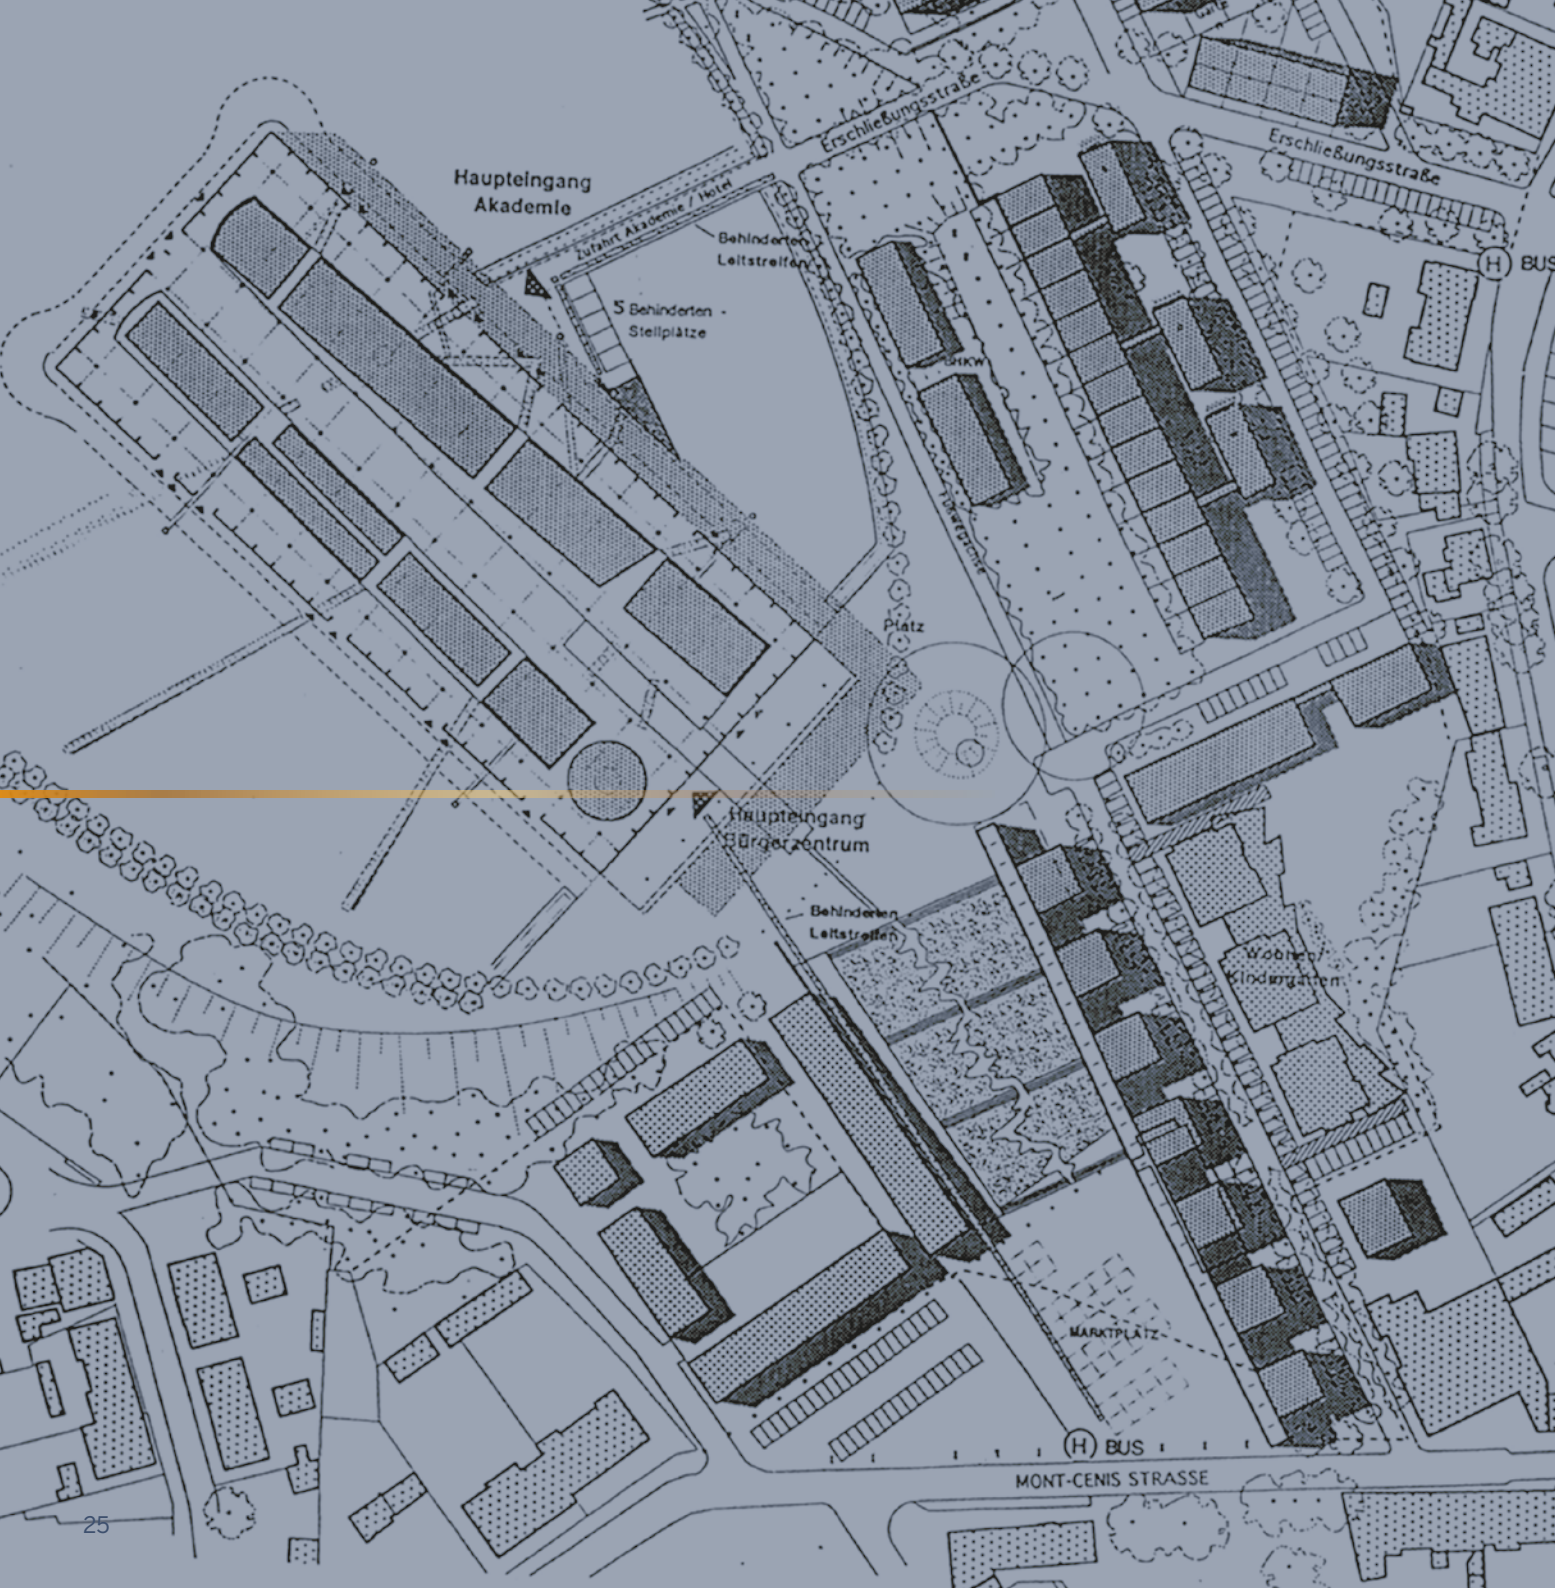 Erschließungsstraße
Erschließungsstraße
Haupteingang
Akademie
Zufahrt Akademie / Hotel
Behinderten
Leitstreifen
BUS
H
5 Behinderten
Stellplätze
Platz
Haupteingang
Bürgerzentrum
Behinderten
Leitstreifen
Wohnen/
Kindergarten
MARKTPLATZ
H BUS
MONT-CENIS STRASSE
25